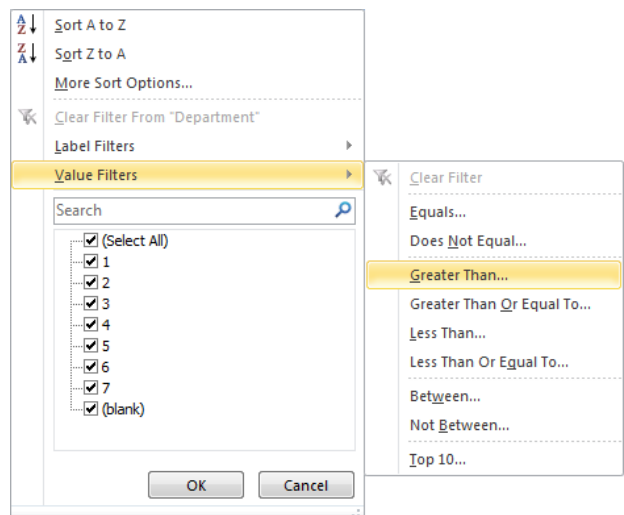 Sort A to Z
Sort Z to A
More Sort Options...
Clear Filter From "Department"
Label Filters
Value Filters
Search
(Select All)
1
2
3
4
5
6
7
(blank)
OK Cancel
Clear Filter
Equals...
Does Not Equal...
Greater Than...
Greater Than Or Equal To...
Less Than...
Less Than Or Equal To...
Between...
Not Between...
Top 10...